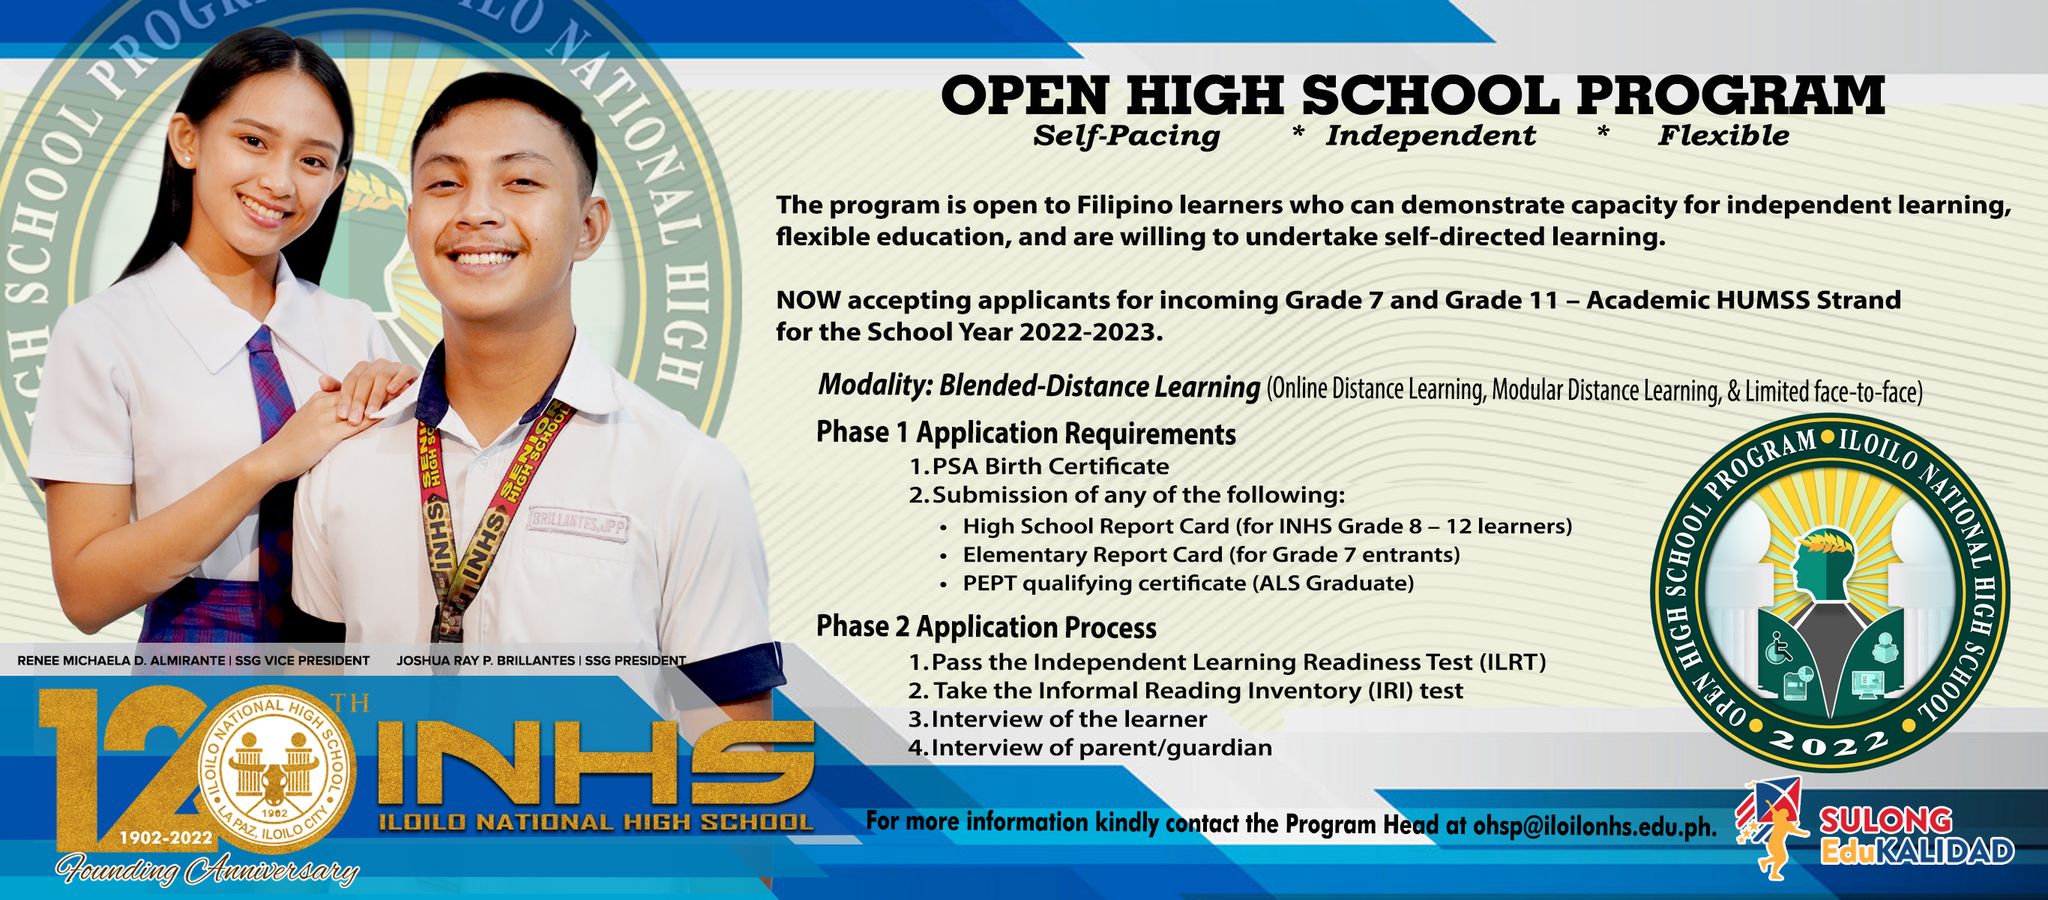 OPEN HIGH SCHOOL PROGRAM
Self-Pacing * Independent * Flexible
The program is open to Filipino learners who can demonstrate capacity for independent learning,
flexible education, and are willing to undertake self-directed learning.
NOW accepting applicants for incoming Grade 7 and Grade 11 – Academic HUMSS Strand
for the School Year 2022-2023.
Modality: Blended-Distance Learning (Online Distance Learning, Modular Distance Learning, & Limited face-to-face)
Phase 1 Application Requirements
1. PSA Birth Certificate
2. Submission of any of the following:
• High School Report Card (for INHS Grade 8 – 12 learners)
• Elementary Report Card (for Grade 7 entrants)
• PEPT qualifying certificate (ALS Graduate)
Phase 2 Application Process
1. Pass the Independent Learning Readiness Test (ILRT)
2. Take the Informal Reading Inventory (IRI) test
3. Interview of the learner
4. Interview of parent/guardian
For more information kindly contact the Program Head at ohsp@iloilonhs.edu.ph.
OPEN HIGH SCHOOL PROGRAM • ILOILO NATIONAL HIGH SCHOOL
2022
SULONG
EduKALIDAD
HIGH SCHOOL PROGR
ILO NATIONAL HIGH
SENIOR
HIGH SCHOOL
INHS
INHS
INHS
BRILLANTES, JPP
RENEE MICHAELA D. ALMIRANTE | SSG VICE PRESIDENT
JOSHUA RAY P. BRILLANTES | SSG PRESIDENT
120TH
ILOILO NATIONAL HIGH SCHOOL
1902
LA PAZ, ILOILO CITY
1902-2022
Founding Anniversary
INHS
ILOILO NATIONAL HIGH SCHOOL